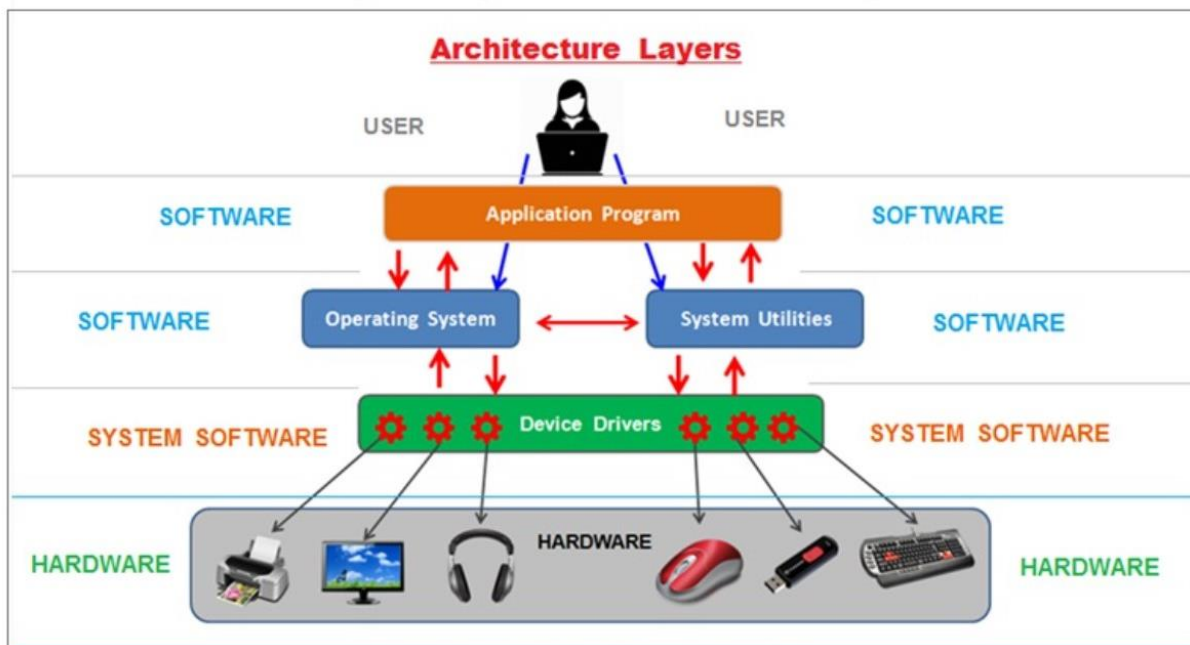 Architecture Layers
USER
USER
SOFTWARE
Application Program
SOFTWARE
SOFTWARE
Operating System
System Utilities
SOFTWARE
SYSTEM SOFTWARE
Device Drivers
SYSTEM SOFTWARE
HARDWARE
HARDWARE
HARDWARE